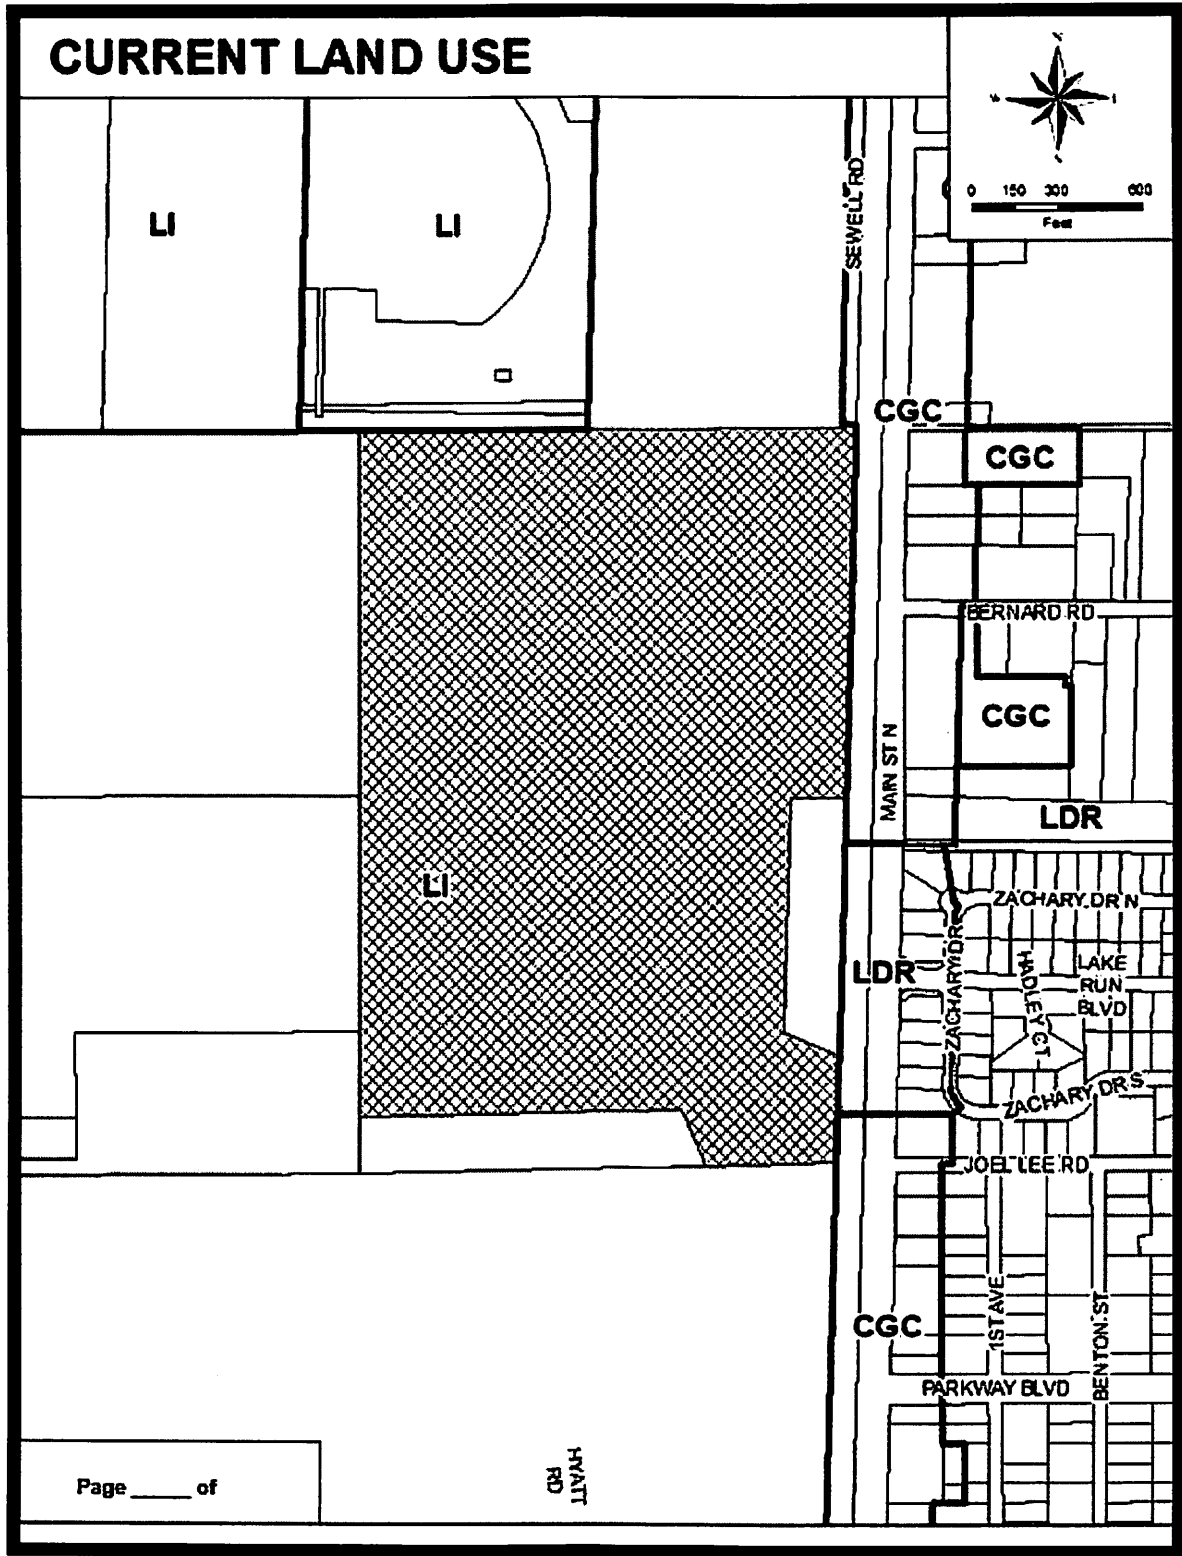 CURRENT LAND USE
0 150 300 600
Feet
LI
LI
SEWELL RD
CGC
CGC
BERNARD RD
CGC
MAIN ST N
LDR
LI
ZACHARY DR N
ZACHARY DR
HADLEY CT
LAKE
RUN
BLVD
LDR
ZACHARY DR S
JOEL LEE RD
1ST AVE
BENTON ST
CGC
PARKWAY BLVD
HYATT
RD
Page _____ of